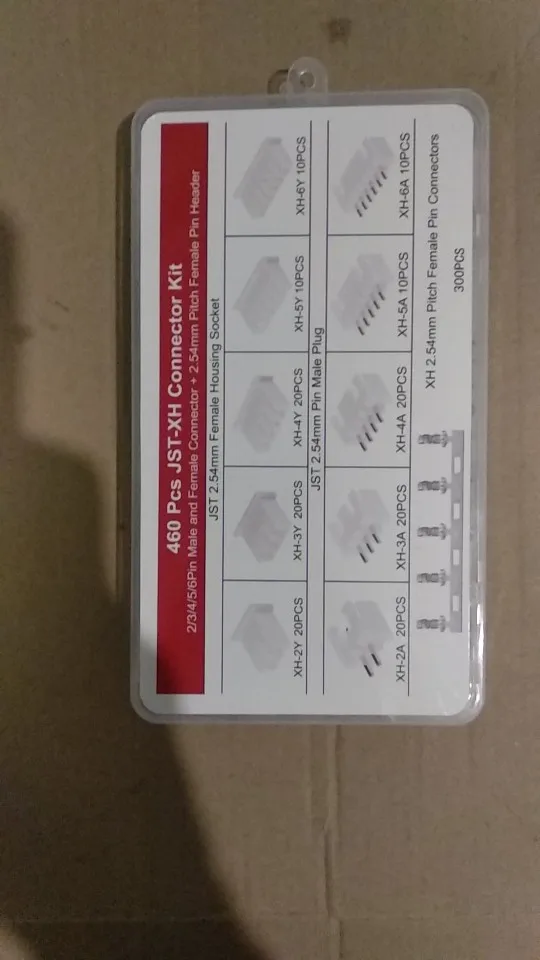 460 Pcs JST-XH Connector Kit
2/3/4/5/6Pin Male and Female Connector + 2.54mm Pitch Female Pin Header
JST 2.54mm Female Housing Socket
XH-2Y 20PCS
XH-3Y 20PCS
XH-4Y 20PCS
XH-5Y 10PCS
XH-6Y 10PCS
JST 2.54mm Pin Male Plug
XH-2A 20PCS
XH-3A 20PCS
XH-4A 20PCS
XH-5A 10PCS
XH-6A 10PCS
XH 2.54mm Pitch Female Pin Connectors
300PCS